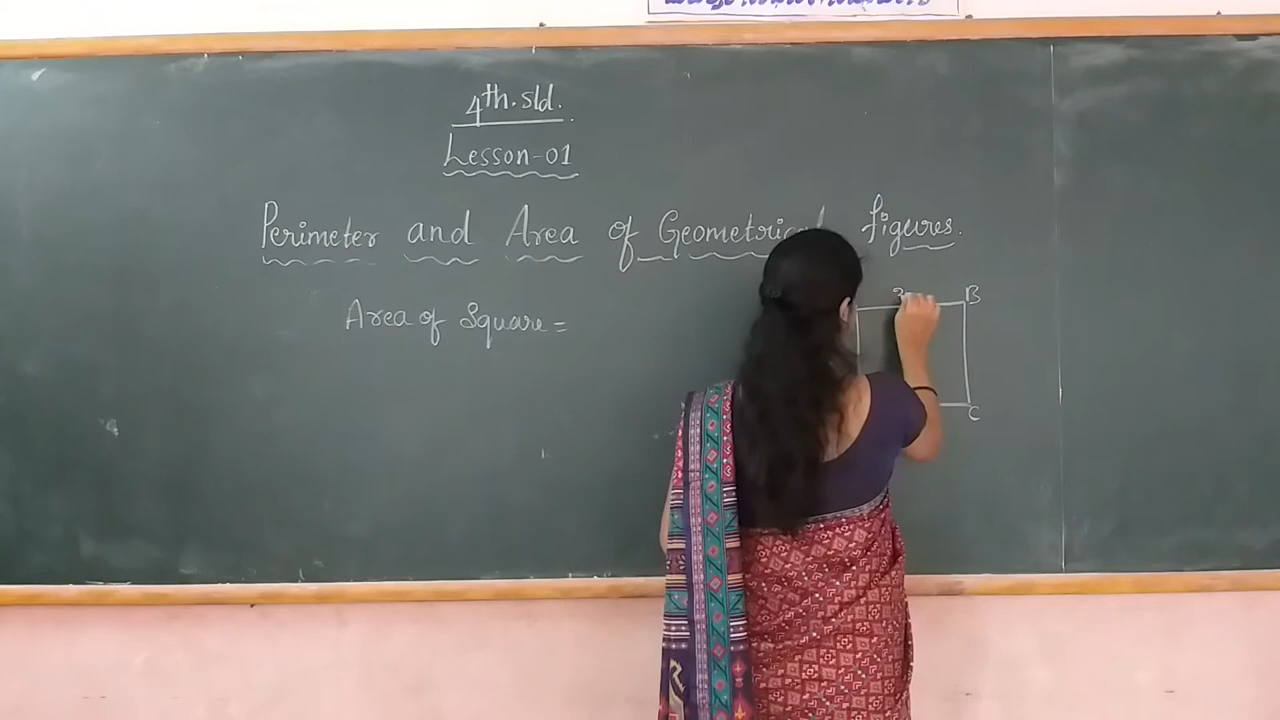 4th.std.
Lesson-01
Perimeter and Area of Geometrical figures.
B
Area of Square =
C